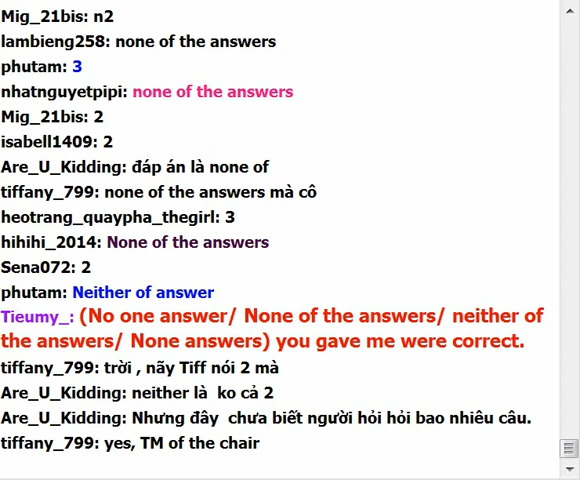 Mig_21bis: n2
lambieng258: none of the answers
phutam: 3
nhatnguyetpipi: none of the answers
Mig_21bis: 2
isabell1409: 2
Are_U_Kidding: đáp án là none of
tiffany_799: none of the answers mà cô
heotrang_quaypha_thegirl: 3
hihihi_2014: None of the answers
Sena072: 2
phutam: Neither of answer
Tieumy_: (No one answer/ None of the answers/ neither of
the answers/ None answers) you gave me were correct.
tiffany_799: trời , nãy Tiff nói 2 mà
Are_U_Kidding: neither là  ko cả 2
Are_U_Kidding: Nhưng đây  chưa biết người hỏi hỏi bao nhiêu câu.
tiffany_799: yes, TM of the chair